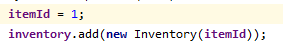 itemId = 1;
inventory.add(new Inventory(itemId));